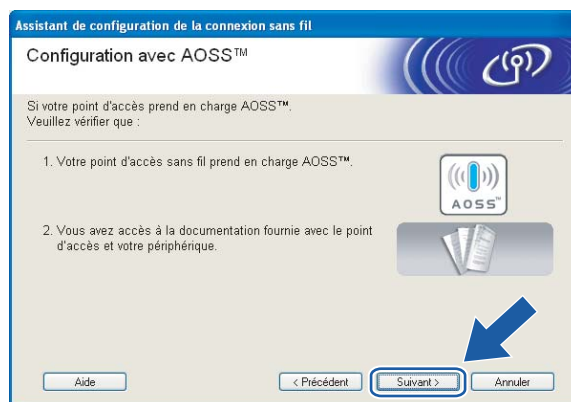 Assistant de configuration de la connexion sans fil
Configuration avec AOSS™
Si votre point d'accès prend en charge AOSS™.
Veuillez vérifier que :
1. Votre point d'accès sans fil prend en charge AOSS™.
AOSS™
2. Vous avez accès à la documentation fournie avec le point
d'accès et votre périphérique.
Aide
< Précédent
Suivant >
Annuler